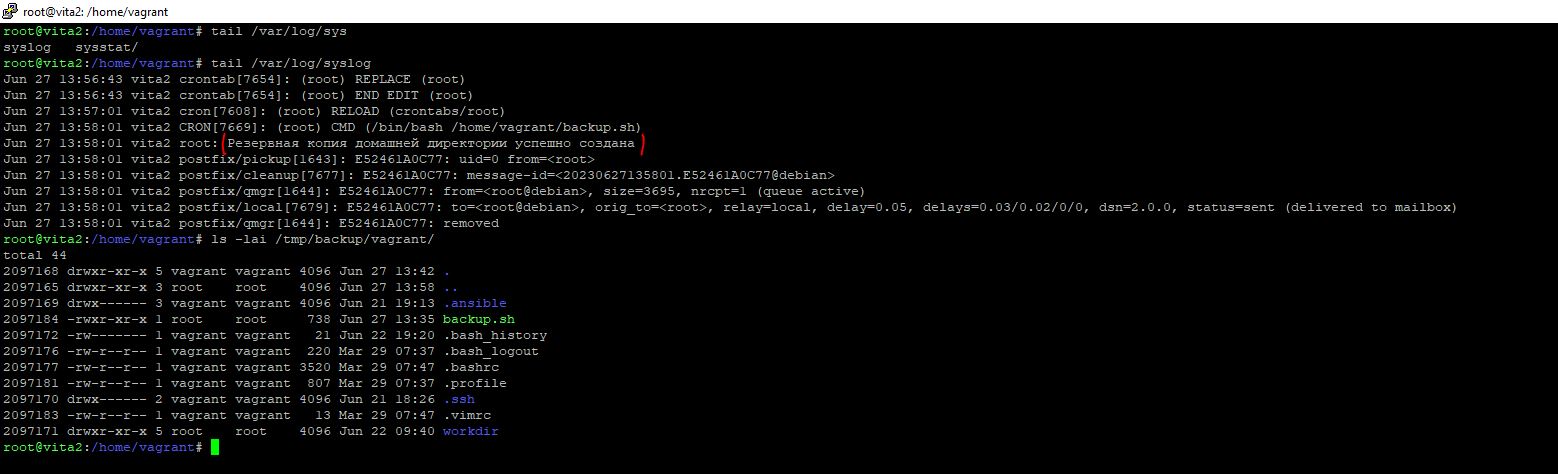 root@vita2: /home/vagrant
root@vita2:/home/vagrant# tail /var/log/sys
syslog   sysstat/
root@vita2:/home/vagrant# tail /var/log/syslog
Jun 27 13:56:43 vita2 crontab[7654]: (root) REPLACE (root)
Jun 27 13:56:43 vita2 crontab[7654]: (root) END EDIT (root)
Jun 27 13:57:01 vita2 cron[7608]: (root) RELOAD (crontabs/root)
Jun 27 13:58:01 vita2 CRON[7669]: (root) CMD (/bin/bash /home/vagrant/backup.sh)
Jun 27 13:58:01 vita2 root: Резервная копия домашней директории успешно создана
Jun 27 13:58:01 vita2 postfix/pickup[1643]: E52461A0C77: uid=0 from=<root>
Jun 27 13:58:01 vita2 postfix/cleanup[7677]: E52461A0C77: message-id=<20230627135801.E52461A0C77@debian>
Jun 27 13:58:01 vita2 postfix/qmgr[1644]: E52461A0C77: from=<root@debian>, size=3695, nrcpt=1 (queue active)
Jun 27 13:58:01 vita2 postfix/local[7679]: E52461A0C77: to=<root@debian>, orig_to=<root>, relay=local, delay=0.05, delays=0.03/0.02/0/0, dsn=2.0.0, status=sent (delivered to mailbox)
Jun 27 13:58:01 vita2 postfix/qmgr[1644]: E52461A0C77: removed
root@vita2:/home/vagrant# ls -lai /tmp/backup/vagrant/
total 44
2097168 drwxr-xr-x 5 vagrant vagrant 4096 Jun 27 13:42 .
2097165 drwxr-xr-x 3 root    root    4096 Jun 27 13:58 ..
2097169 drwx------ 3 vagrant vagrant 4096 Jun 21 19:13 .ansible
2097184 -rwxr-xr-x 1 root    root     738 Jun 27 13:35 backup.sh
2097172 -rw------- 1 vagrant vagrant   21 Jun 22 19:20 .bash_history
2097176 -rw-r--r-- 1 vagrant vagrant  220 Mar 29 07:37 .bash_logout
2097177 -rw-r--r-- 1 vagrant vagrant 3520 Mar 29 07:47 .bashrc
2097181 -rw-r--r-- 1 vagrant vagrant  807 Mar 29 07:37 .profile
2097170 drwx------ 2 vagrant vagrant 4096 Jun 21 18:26 .ssh
2097183 -rw-r--r-- 1 vagrant vagrant   13 Mar 29 07:47 .vimrc
2097171 drwxr-xr-x 5 root    root    4096 Jun 22 09:40 workdir
root@vita2:/home/vagrant#